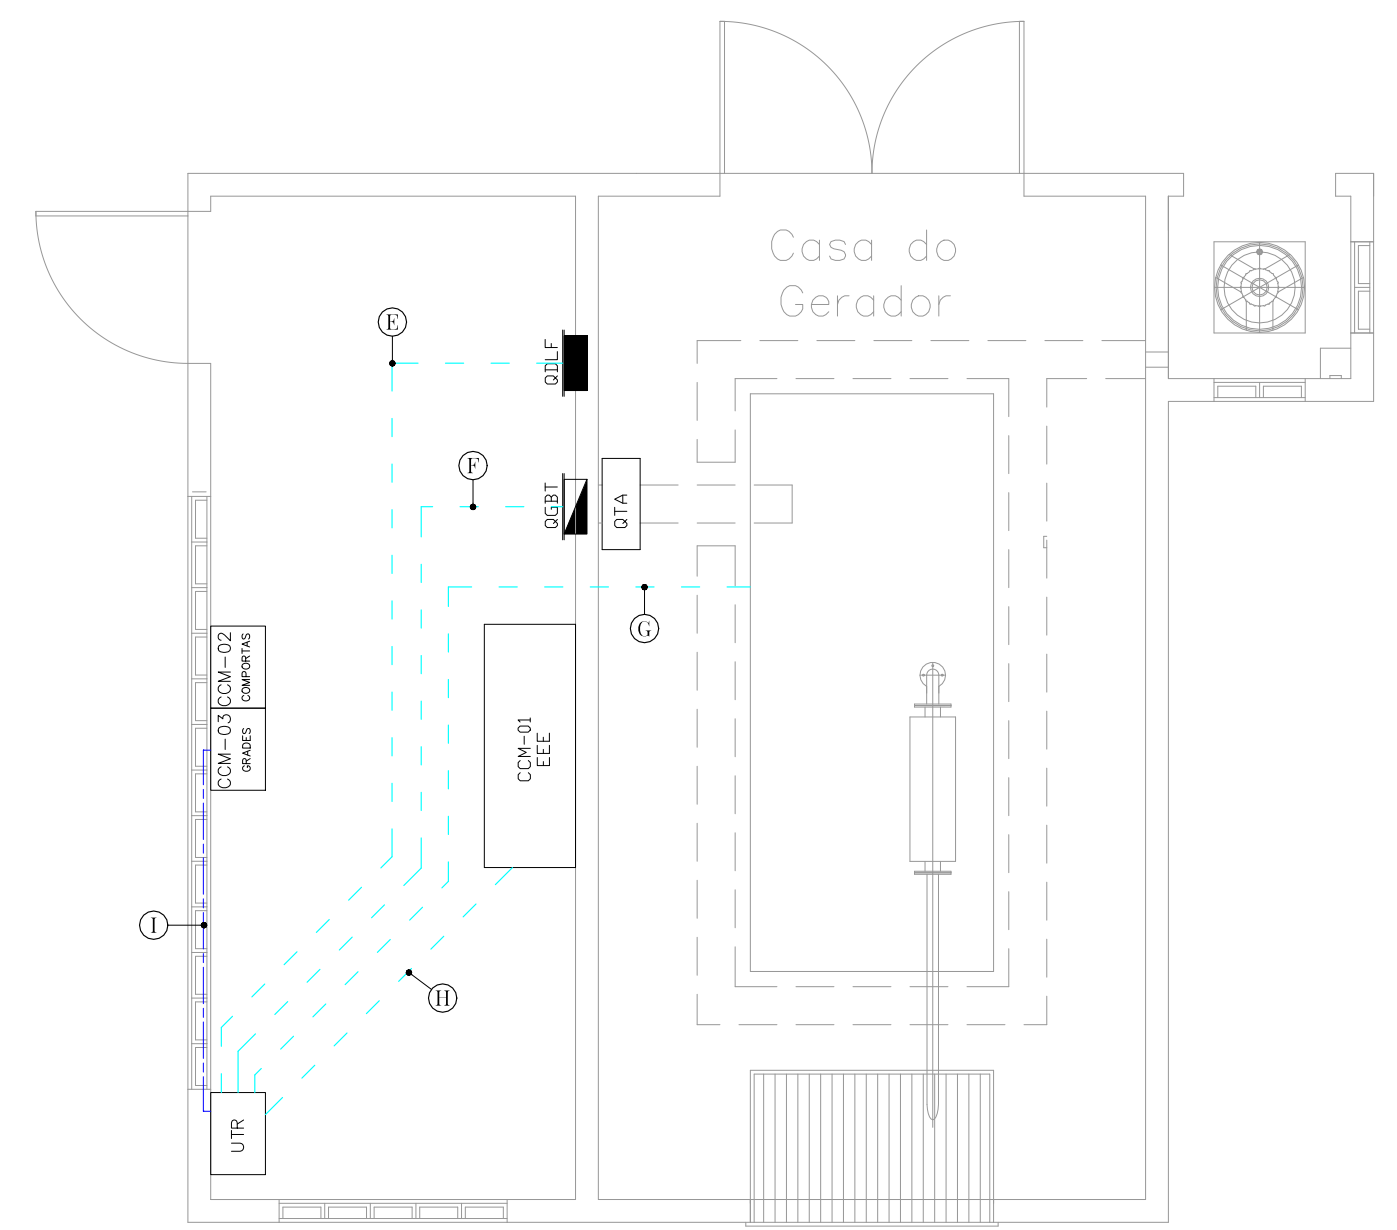 Casa do
Gerador
E
QDLF
F
QGBT
QTA
G
CCM-02
COMPORTAS
CCM-03
GRADES
CCM-01
EEE
I
H
UTR